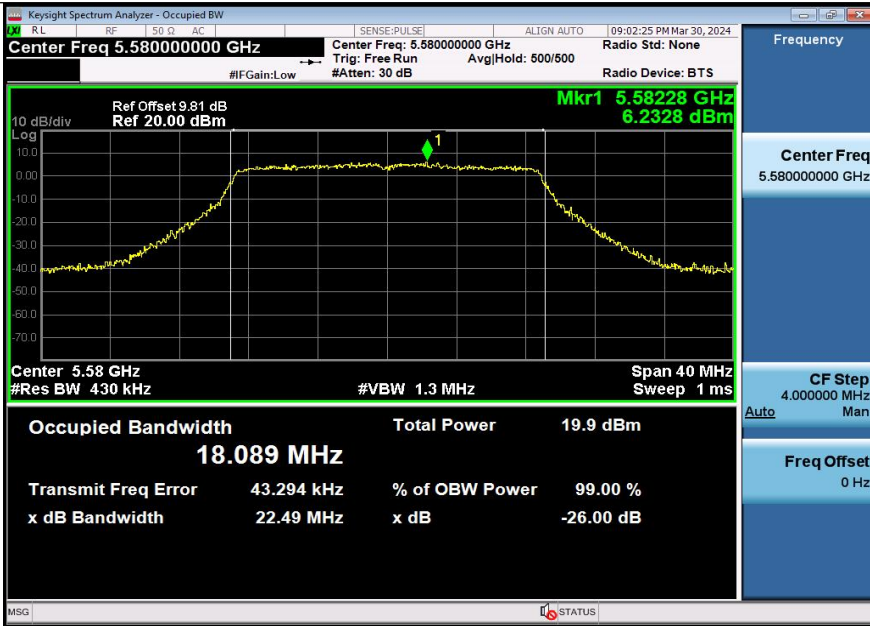 Keysight Spectrum Analyzer - Occupied BW
LXI RL RF 50 Ω AC SENSE:PULSE ALIGN AUTO 09:02:25 PM Mar 30, 2024
Center Freq 5.580000000 GHz
Center Freq: 5.580000000 GHz
Radio Std: None
Trig: Free Run Avg|Hold: 500/500
#IFGain:Low #Atten: 30 dB Radio Device: BTS
Frequency
Ref Offset 9.81 dB
10 dB/div Ref 20.00 dBm
Mkr1 5.58228 GHz
6.2328 dBm
Log
10.0
0.00
-10.0
-20.0
-30.0
-40.0
-50.0
-60.0
-70.0
1
Center 5.58 GHz Span 40 MHz
#Res BW 430 kHz #VBW 1.3 MHz Sweep 1 ms
Occupied Bandwidth Total Power 19.9 dBm
18.089 MHz
Transmit Freq Error 43.294 kHz % of OBW Power 99.00 %
x dB Bandwidth 22.49 MHz x dB -26.00 dB
Center Freq
5.580000000 GHz
CF Step
4.000000 MHz
Auto Man
Freq Offset
0 Hz
MSG STATUS